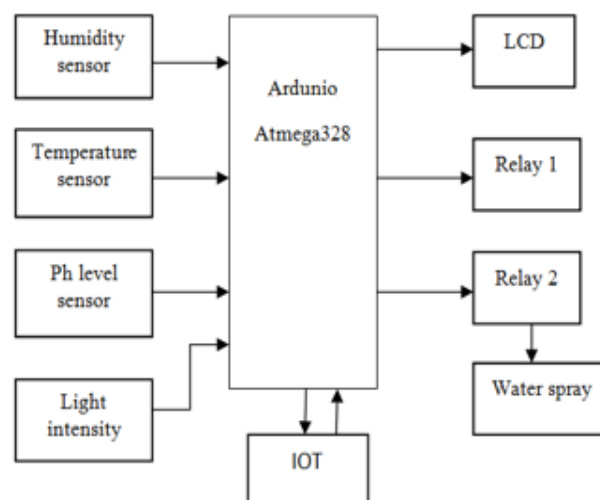 Humidity
sensor
Temperature
sensor
Ph level
sensor
Light
intensity
Ardunio
Atmega328
IOT
LCD
Relay 1
Relay 2
Water spray